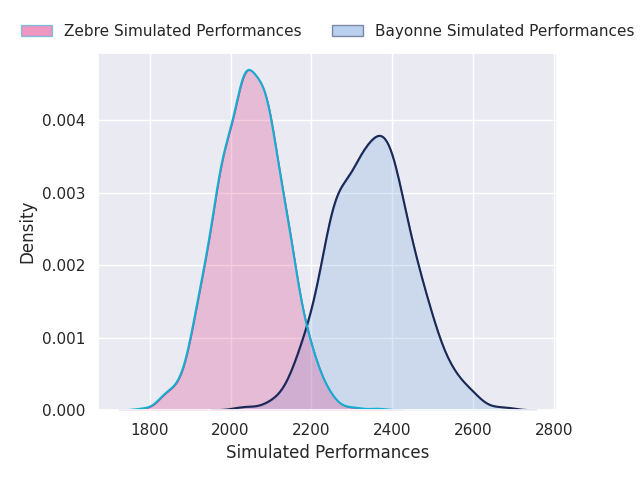 Zebre Simulated Performances
Bayonne Simulated Performances
0.004
0.003
0.002
0.001
0.000
Density
1800
2000
2200
2400
2600
2800
Simulated Performances